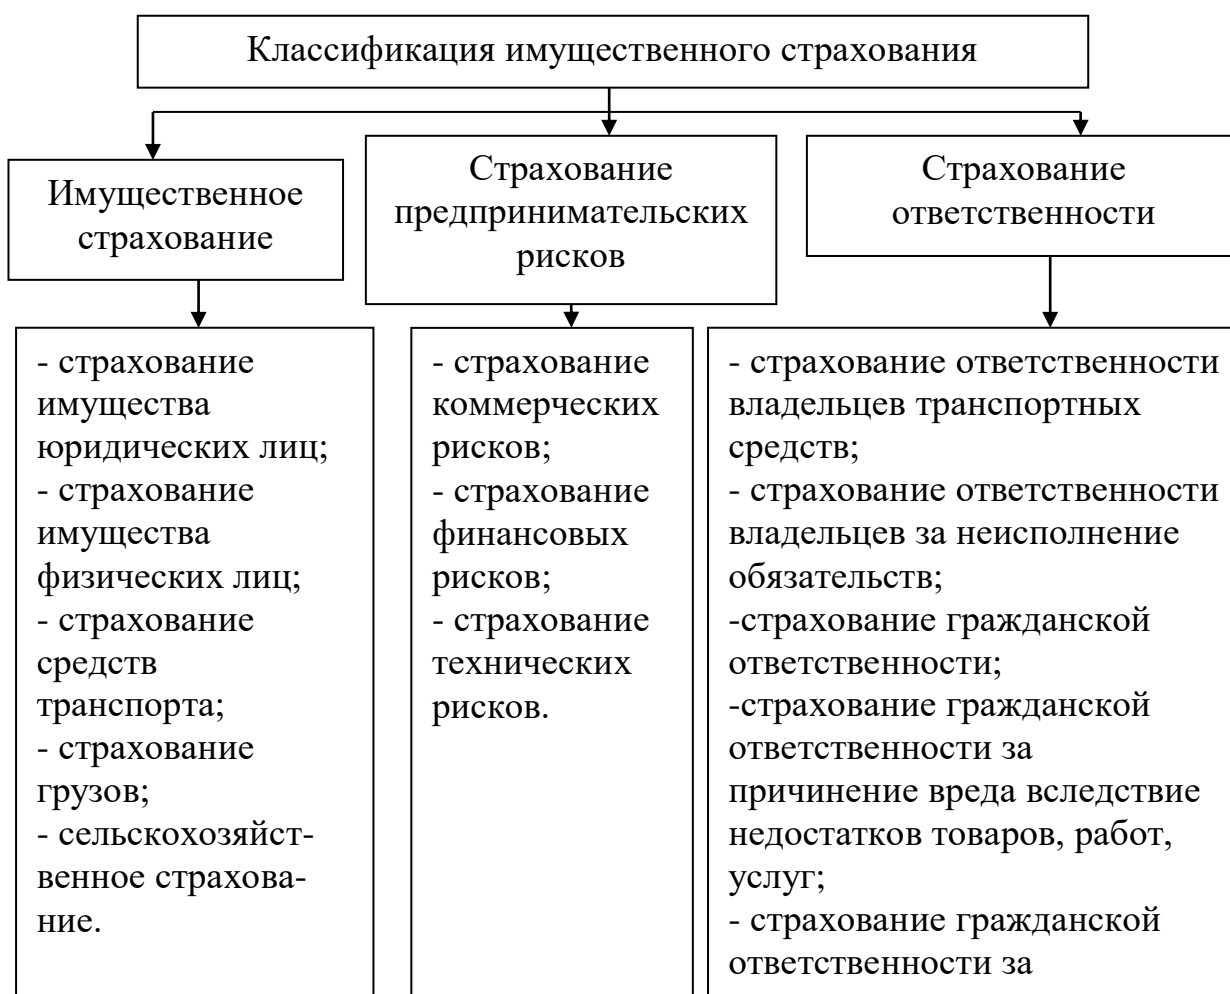 Классификация имущественного страхования
Имущественное
страхование
Страхование
предпринимательских
рисков
Страхование
ответственности
- страхование
имущества
юридических лиц;
- страхование
имущества
физических лиц;
- страхование
средств
транспорта;
- страхование
грузов;
- сельскохозяйст-
венное страхова-
ние.
- страхование
коммерческих
рисков;
- страхование
финансовых
рисков;
- страхование
технических
рисков.
- страхование ответственности
владельцев транспортных
средств;
- страхование ответственности
владельцев за неисполнение
обязательств;
-страхование гражданской
ответственности;
-страхование гражданской
ответственности за
причинение вреда вследствие
недостатков товаров, работ,
услуг;
- страхование гражданской
ответственности за